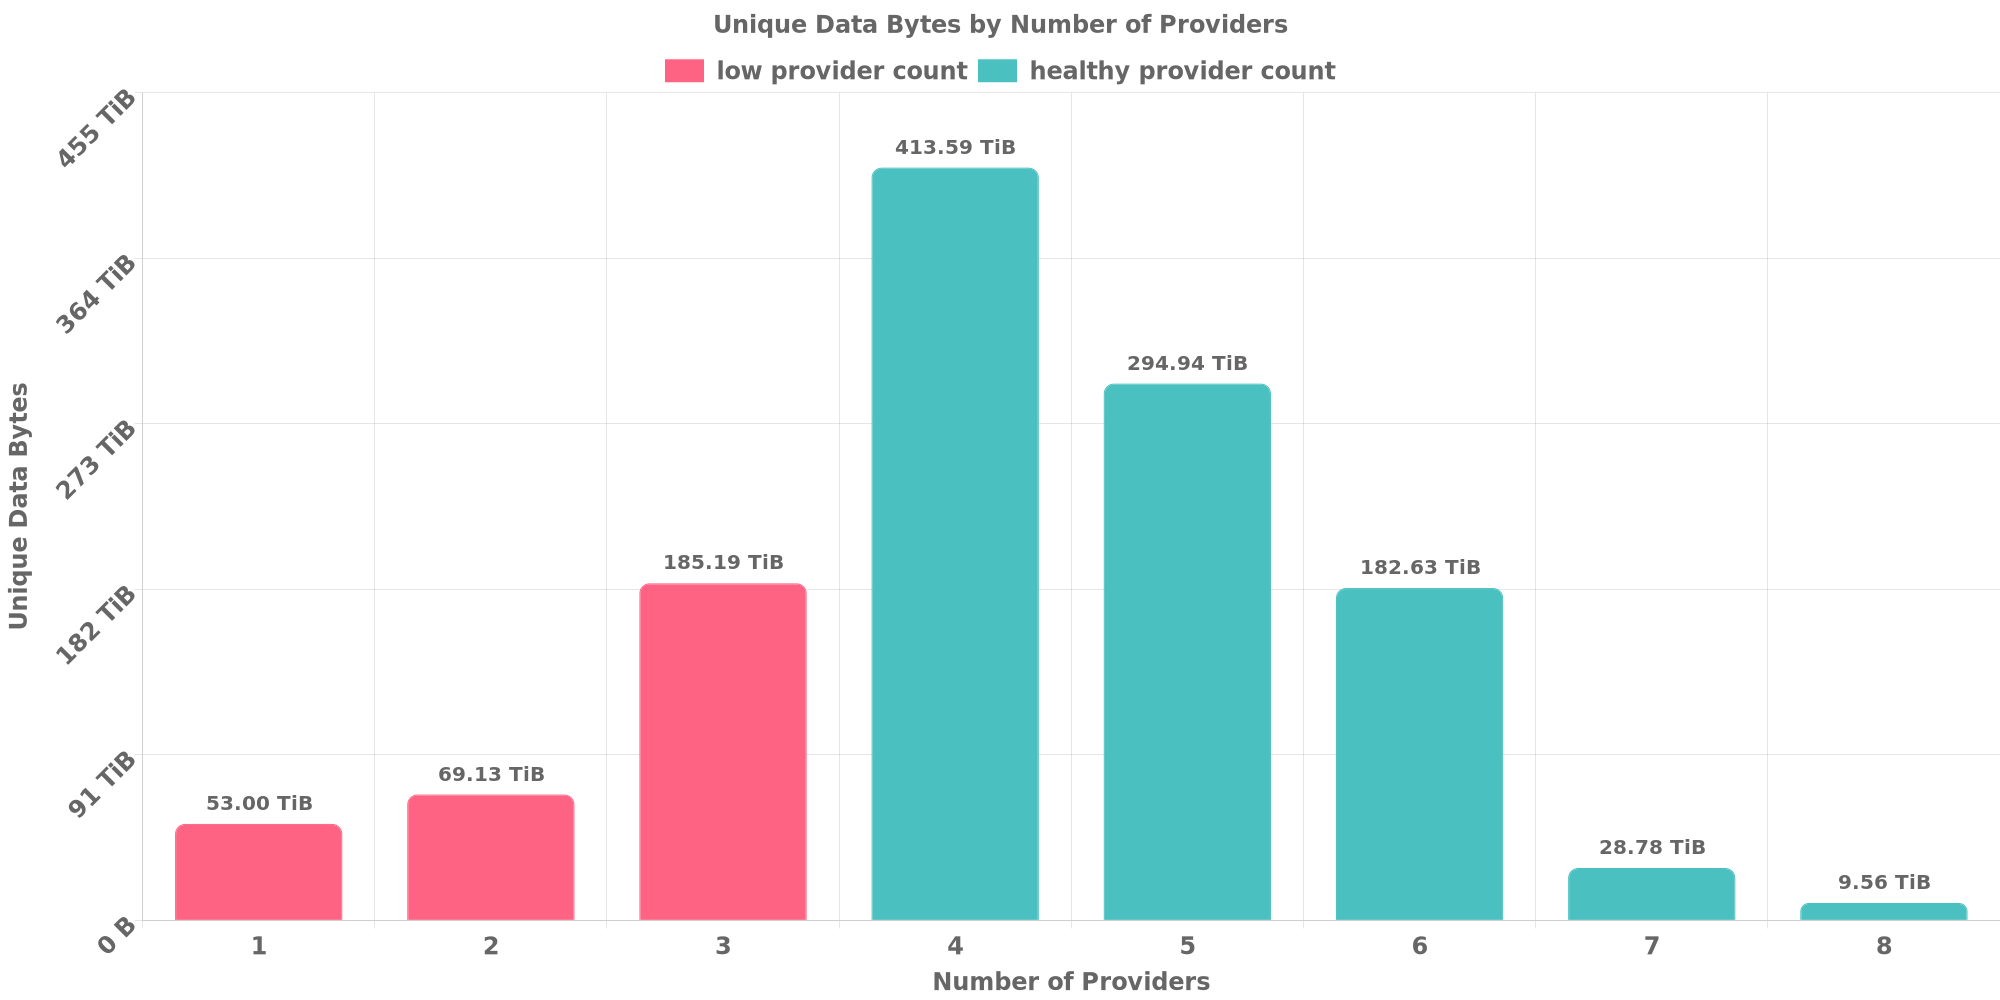 Unique Data Bytes by Number of Providers
low provider count healthy provider count
455 TiB
364 TiB
273 TiB
182 TiB
91 TiB
0 B
Unique Data Bytes
53.00 TiB
69.13 TiB
185.19 TiB
413.59 TiB
294.94 TiB
182.63 TiB
28.78 TiB
9.56 TiB
1 2 3 4 5 6 7 8
Number of Providers